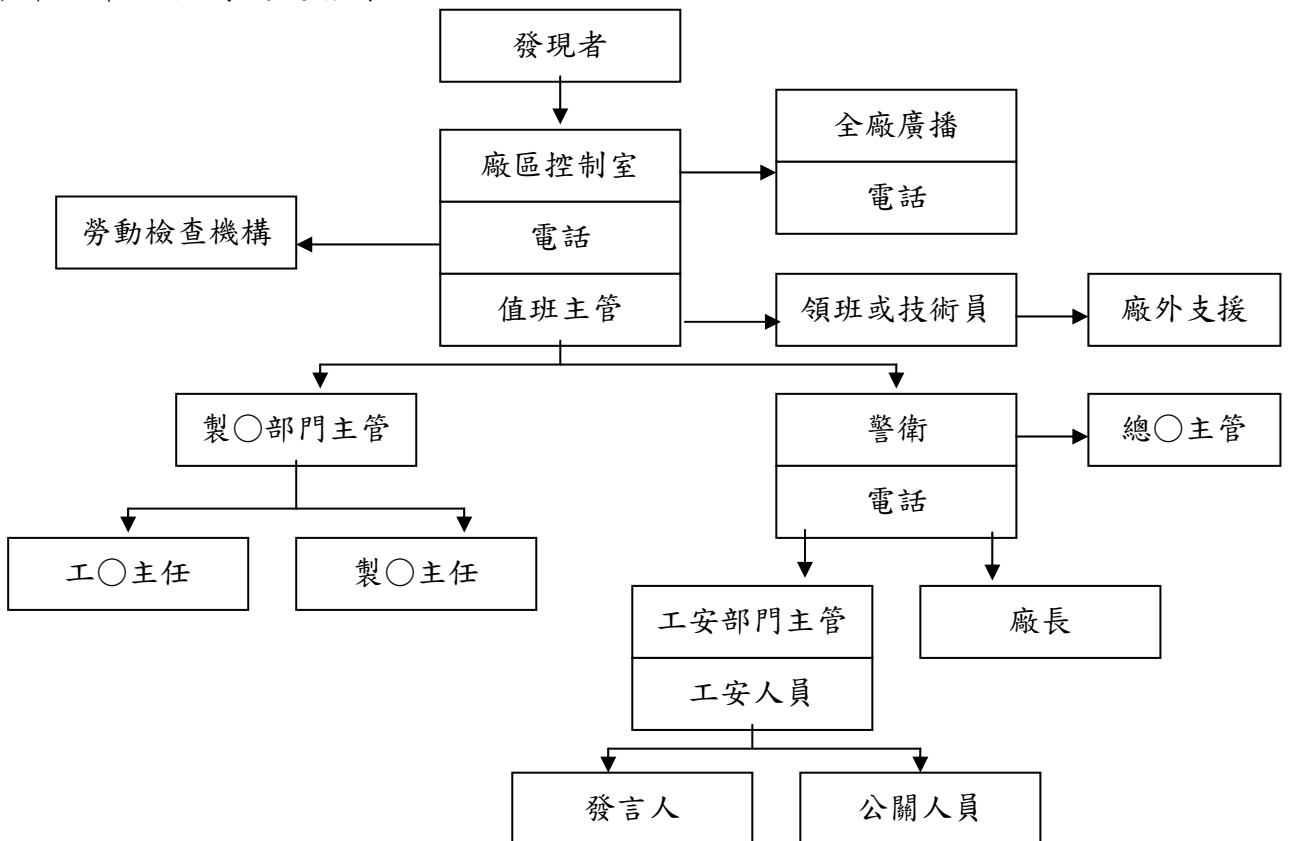 發現者
全廠廣播
廠區控制室
電話
勞動檢查機構
電話
值班主管
領班或技術員
廠外支援
製○部門主管
警衛
總○主管
電話
工○主任
製○主任
工安部門主管
廠長
工安人員
發言人
公關人員